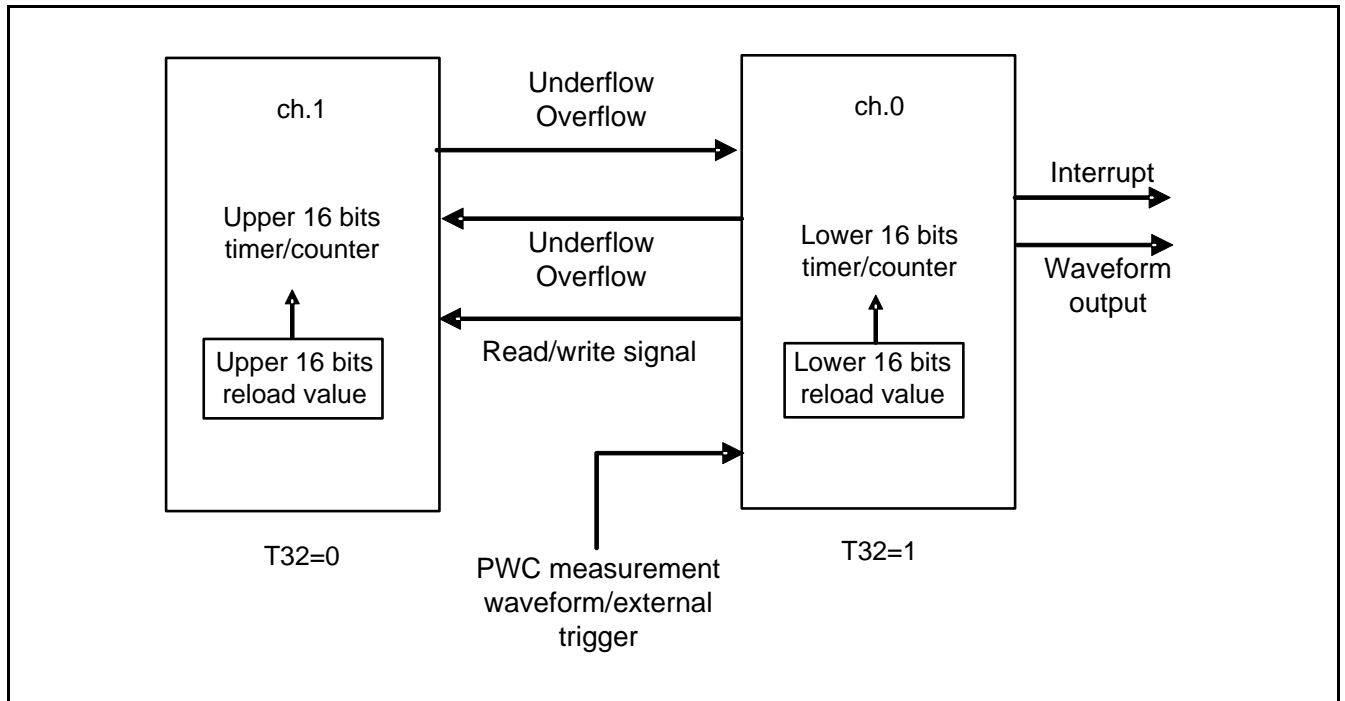 ch.1
Upper 16 bits
timer/counter
Upper 16 bits
reload value
T32=0
Underflow
Overflow
Underflow
Overflow
Read/write signal
PWC measurement
waveform/external
trigger
ch.0
Lower 16 bits
timer/counter
Lower 16 bits
reload value
T32=1
Interrupt
Waveform
output